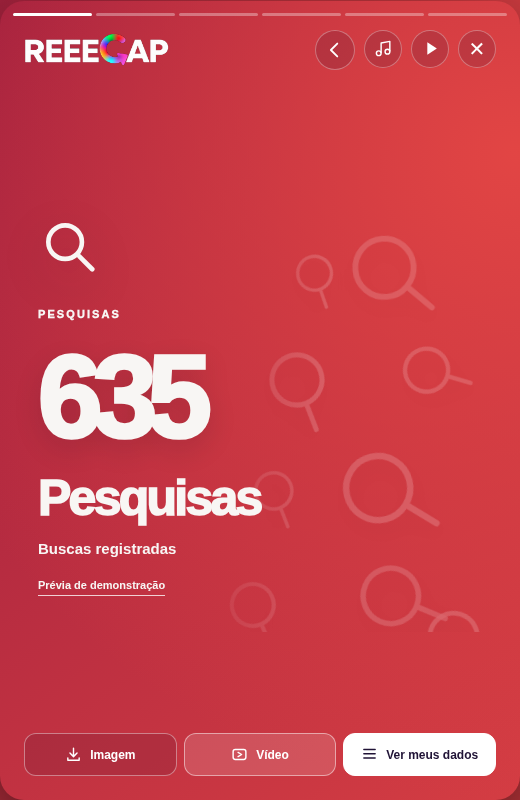 REEECAP
PESQUISAS
635
Pesquisas
Buscas registradas
Prévia de demonstração
Imagem
Vídeo
Ver meus dados